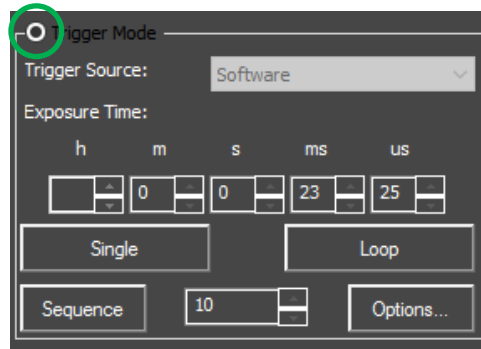 Trigger Mode
Trigger Source: Software
Exposure Time:
h m s ms us
0 0 23 25
Single Loop
Sequence 10 Options...